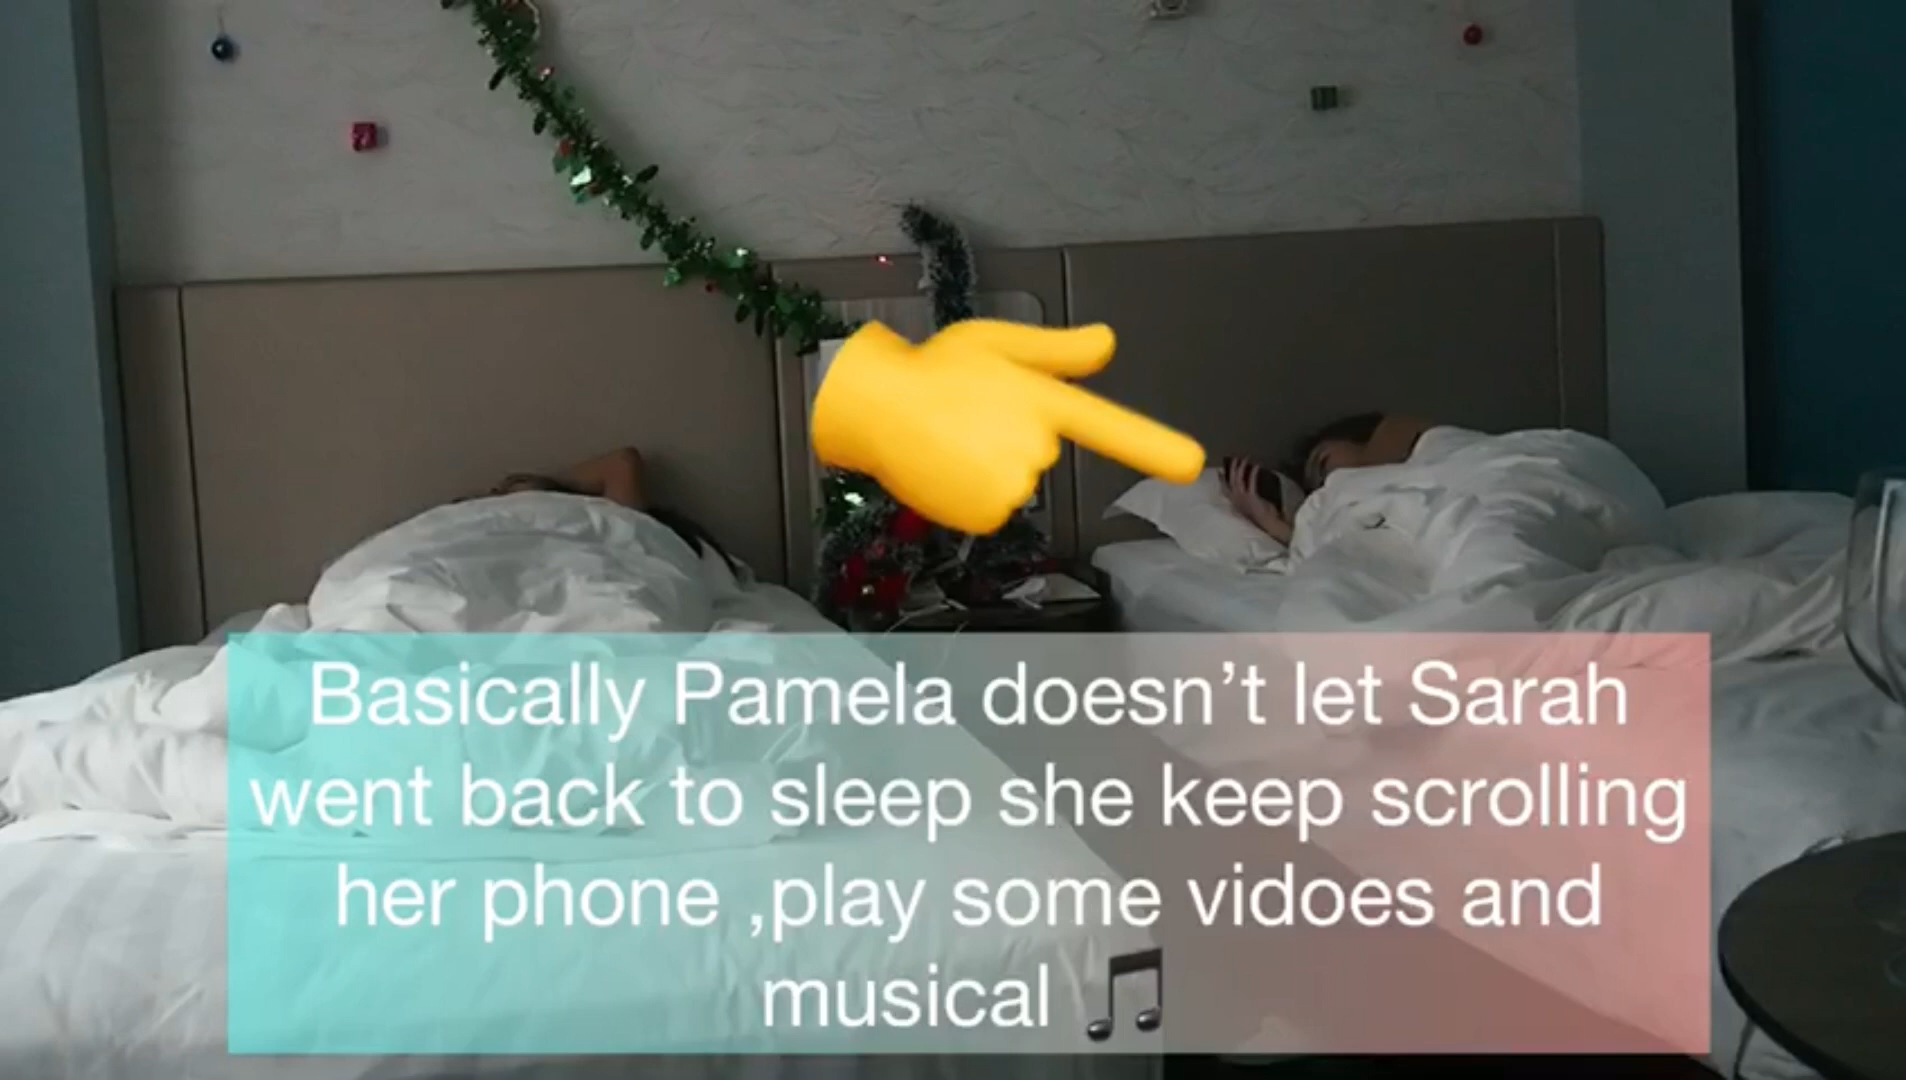 Basically Pamela doesn’t let Sarah
went back to sleep she keep scrolling
her phone ,play some vidoes and
musical 🎵